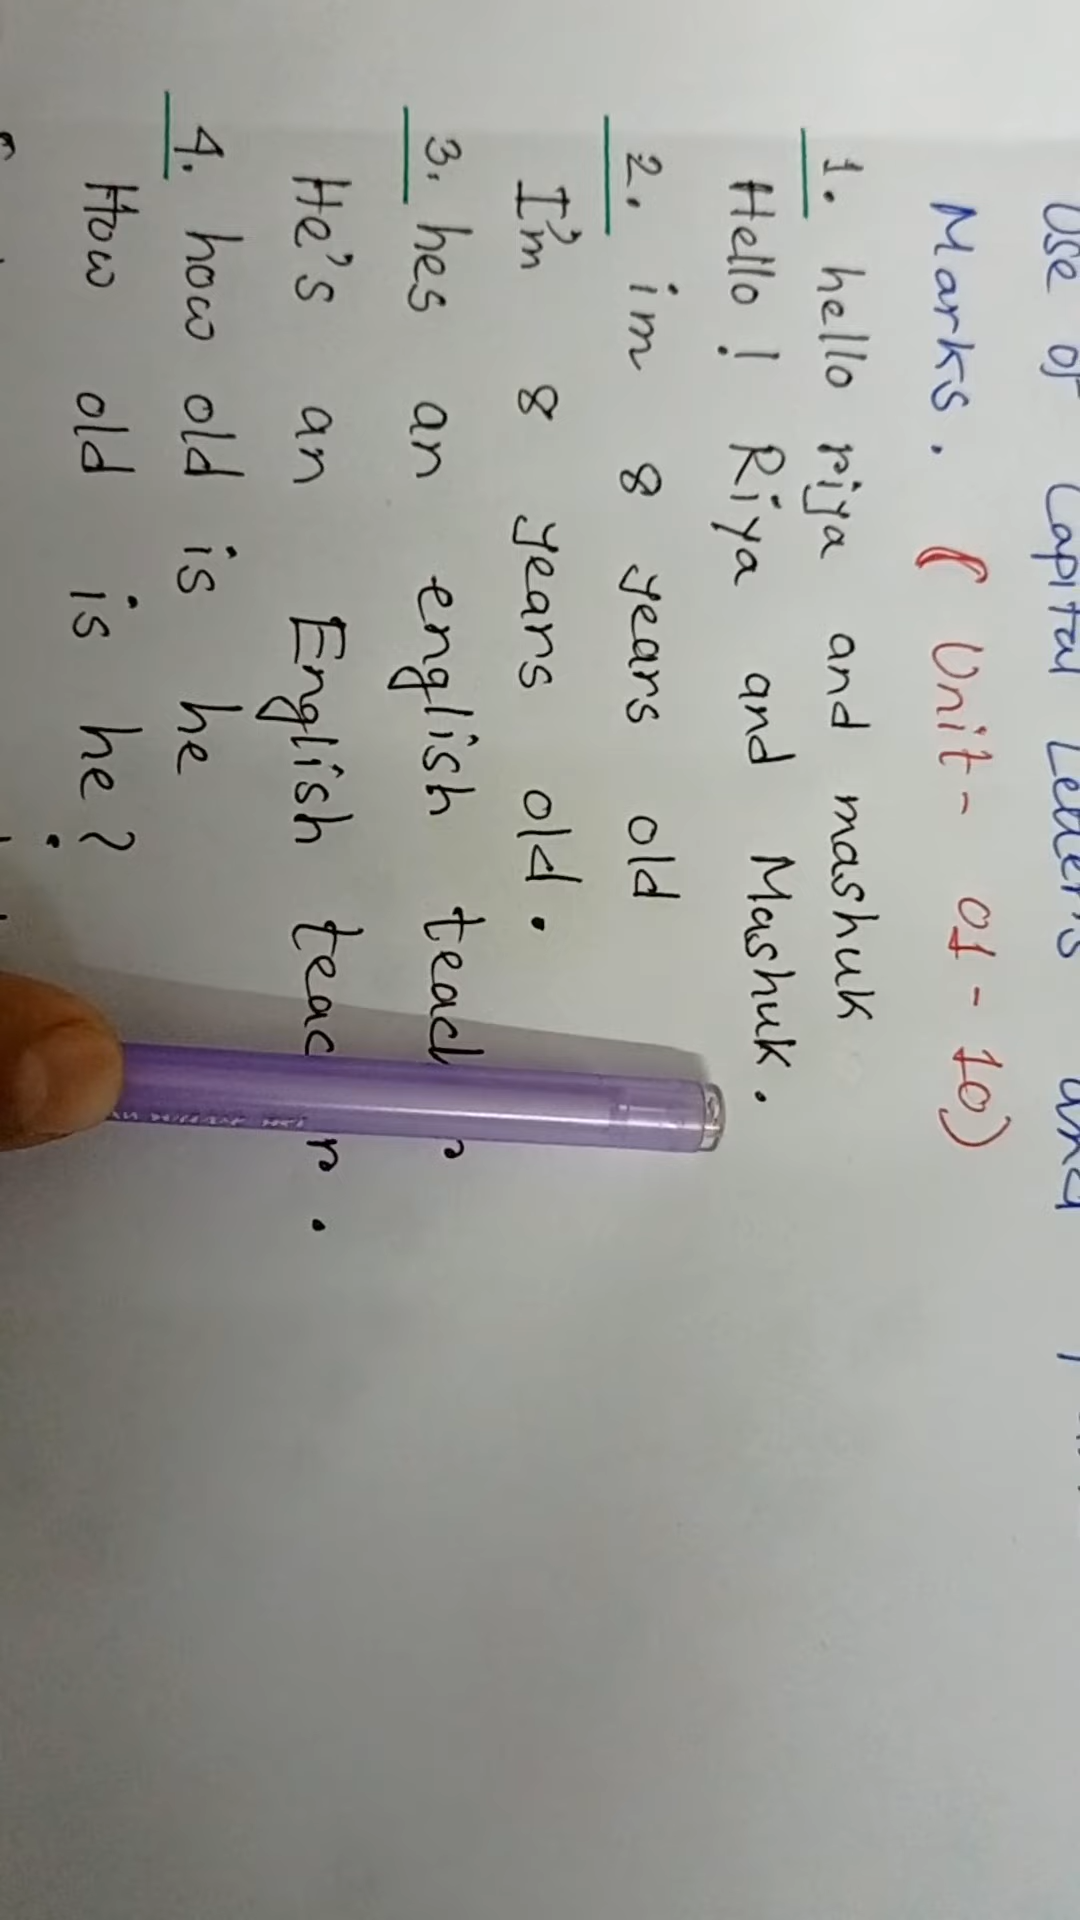 Use of Capital Letters and
Marks. ( Unit- 01-10)
1. hello riya and mashuk
Hello! Riya and Mashuk.
2. im 8 years old
I'm 8 years old.
3. hes an english
He's an English
4. how old is he
How old is he?